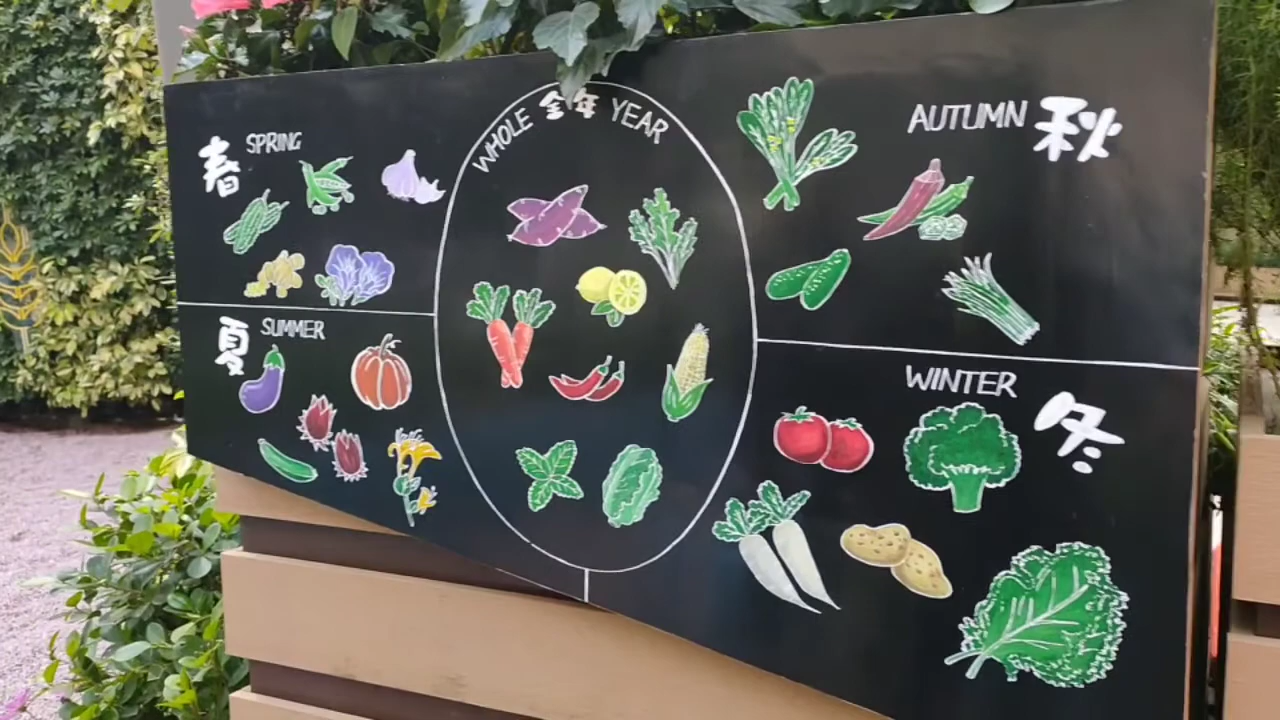 春 SPRING
WHOLE 全年 YEAR
AUTUMN 秋
夏 SUMMER
WINTER 冬